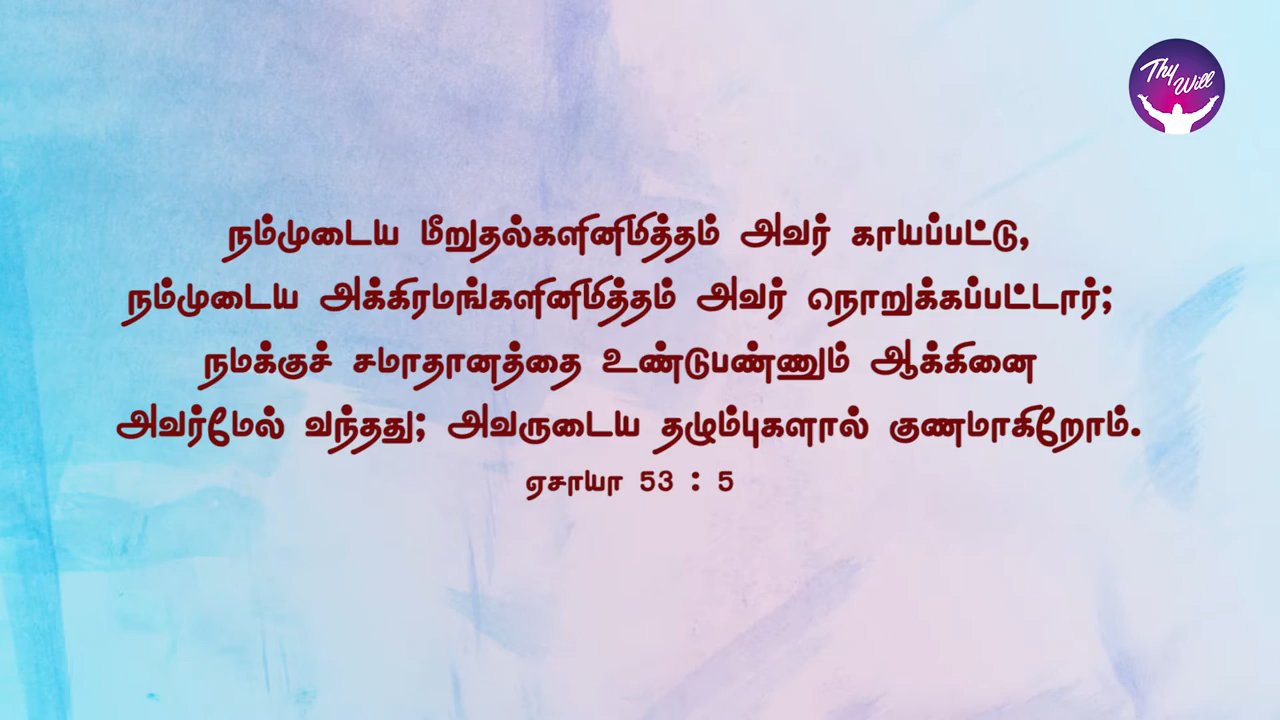 Thy Will
நம்முடைய மீறுதல்களினிமித்தம் அவர் காயப்பட்டு,
நம்முடைய அக்கிரமங்களினிமித்தம் அவர் நொறுக்கப்பட்டார்;
நமக்குச் சமாதானத்தை உண்டுபண்ணும் ஆக்கினை
அவர்மேல் வந்தது; அவருடைய தழும்புகளால் குணமாகிறோம்.
ஏசாயா 53 : 5